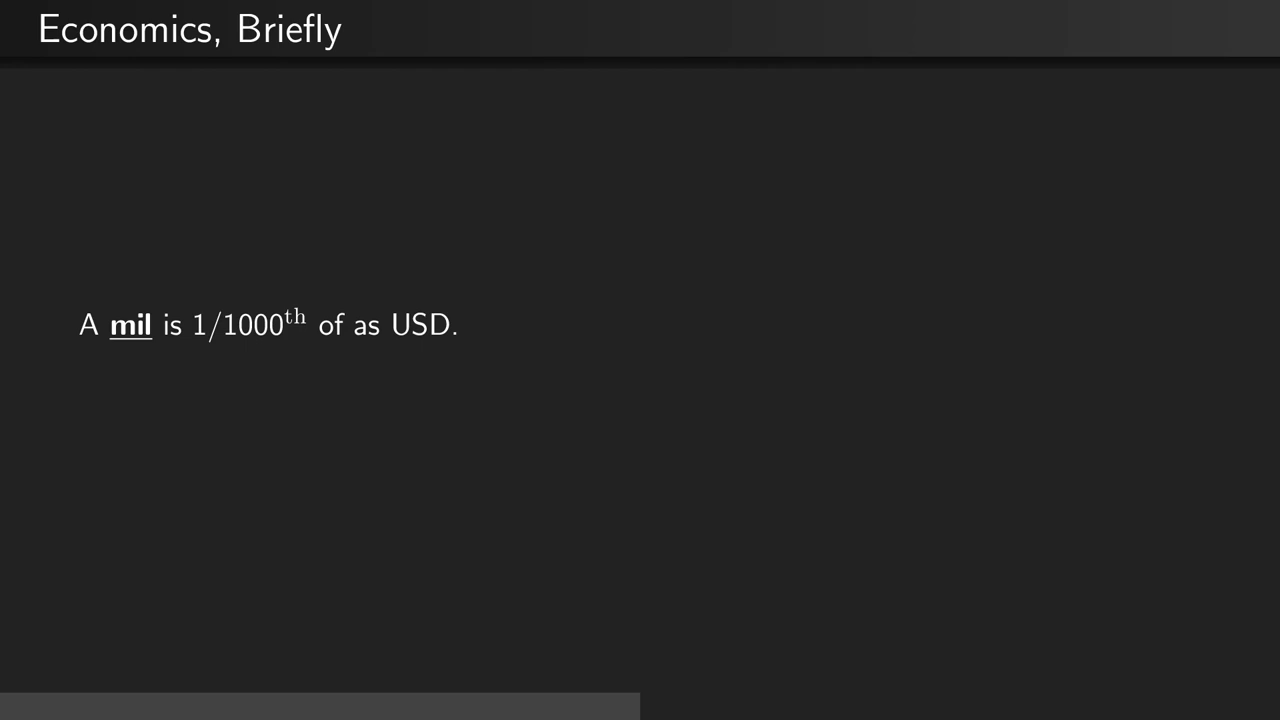 Economics, Briefly
A mil is 1/1000th of as USD.